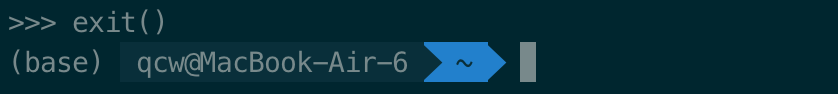 >>> exit()
(base) qcw@MacBook-Air-6 ~